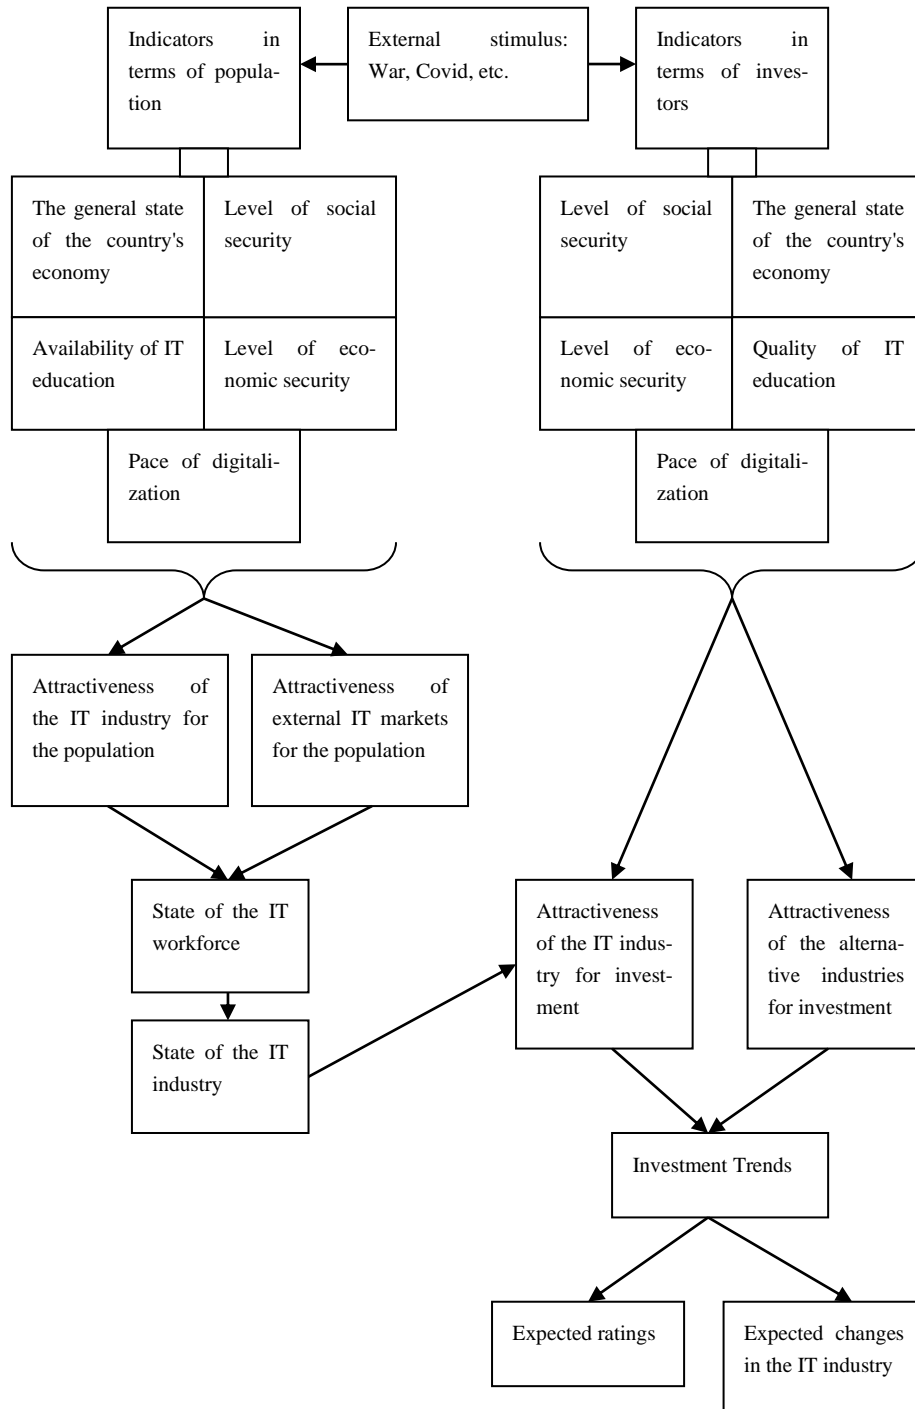 Indicators in
terms of popula-
tion
External stimulus:
War, Covid, etc.
Indicators in
terms of inves-
tors
The general state
of the country's
economy
Level of social
security
Level of social
security
The general state
of the country's
economy
Availability of IT
education
Level of eco-
nomic security
Level of eco-
nomic security
Quality of IT
education
Pace of digitali-
zation
Pace of digitali-
zation
Attractiveness of
the IT industry for
the population
Attractiveness of
external IT markets
for the population
State of the IT
workforce
Attractiveness
of the IT indus-
try for invest-
ment
Attractiveness
of the alterna-
tive industries
for investment
State of the IT
industry
Investment Trends
Expected ratings
Expected changes
in the IT industry